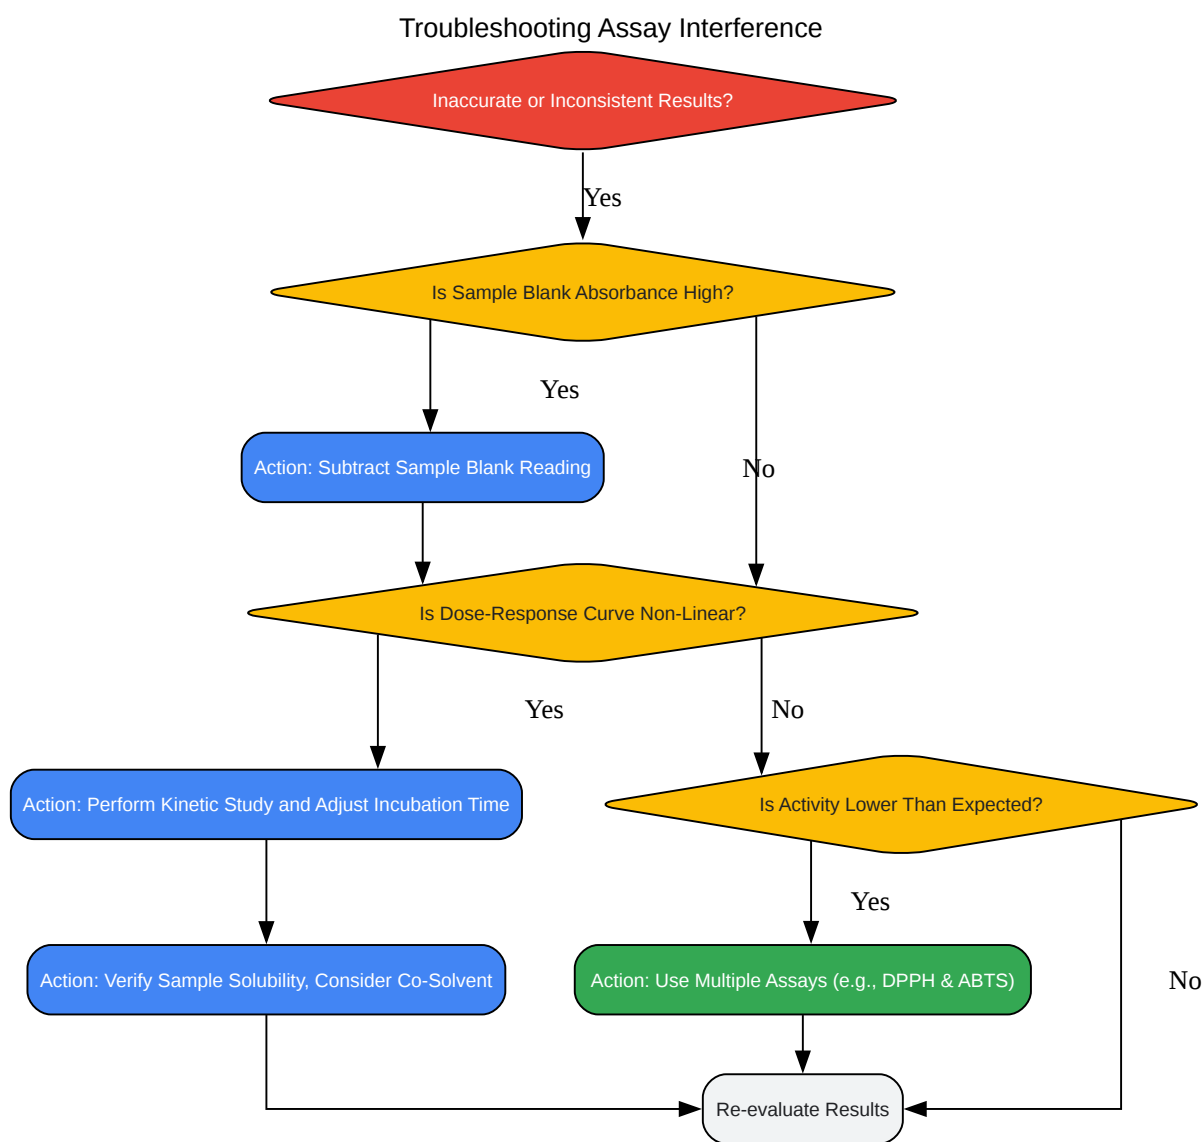 Troubleshooting Assay Interference
Inaccurate or Inconsistent Results?
Yes
Is Sample Blank Absorbance High?
Yes
Action: Subtract Sample Blank Reading
No
Is Dose-Response Curve Non-Linear?
Yes
No
Action: Perform Kinetic Study and Adjust Incubation Time
Is Activity Lower Than Expected?
Yes
Action: Verify Sample Solubility, Consider Co-Solvent
Action: Use Multiple Assays (e.g., DPPH & ABTS)
No
Re-evaluate Results